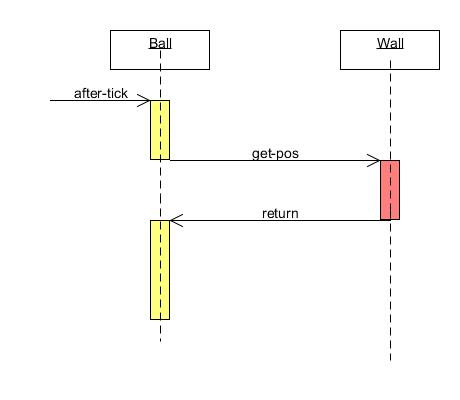 Ball
Wall
after-tick
get-pos
return